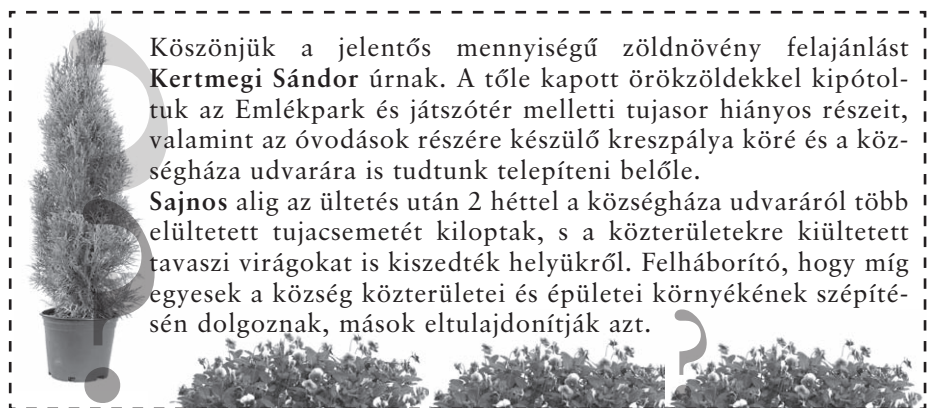 Köszönjük a jelentős mennyiségű zöldnövény felajánlást
Kertmegi Sándor úrnak. A tőle kapott örökzöldekkel kipótol-
tuk az Emlékpark és játszótér melletti tujasor hiányos részeit,
valamint az óvodások részére készülő kreszpálya köré és a köz-
ségháza udvarára is tudtunk telepíteni belőle.
Sajnos alig az ültetés után 2 héttel a községháza udvaráról több
elültetett tujacsemetét kiloptak, s a közterületekre kiültetett
tavaszi virágokat is kiszedték helyükről. Felháborító, hogy míg
egyesek a község közterületei és épületei környékének szépíté-
sén dolgoznak, mások eltulajdonítják azt.